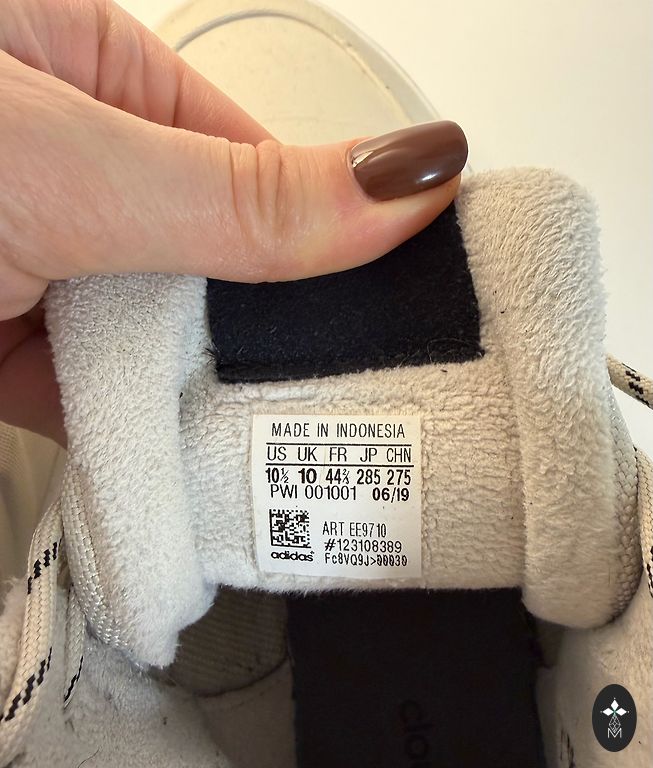 MADE IN INDONESIA
US UK FR JP CHN
10½ 10 44⅔ 285 275
PWI 001001 06/19
ART EE9710
#123108389
adidas
Fc8VQ9J>00030